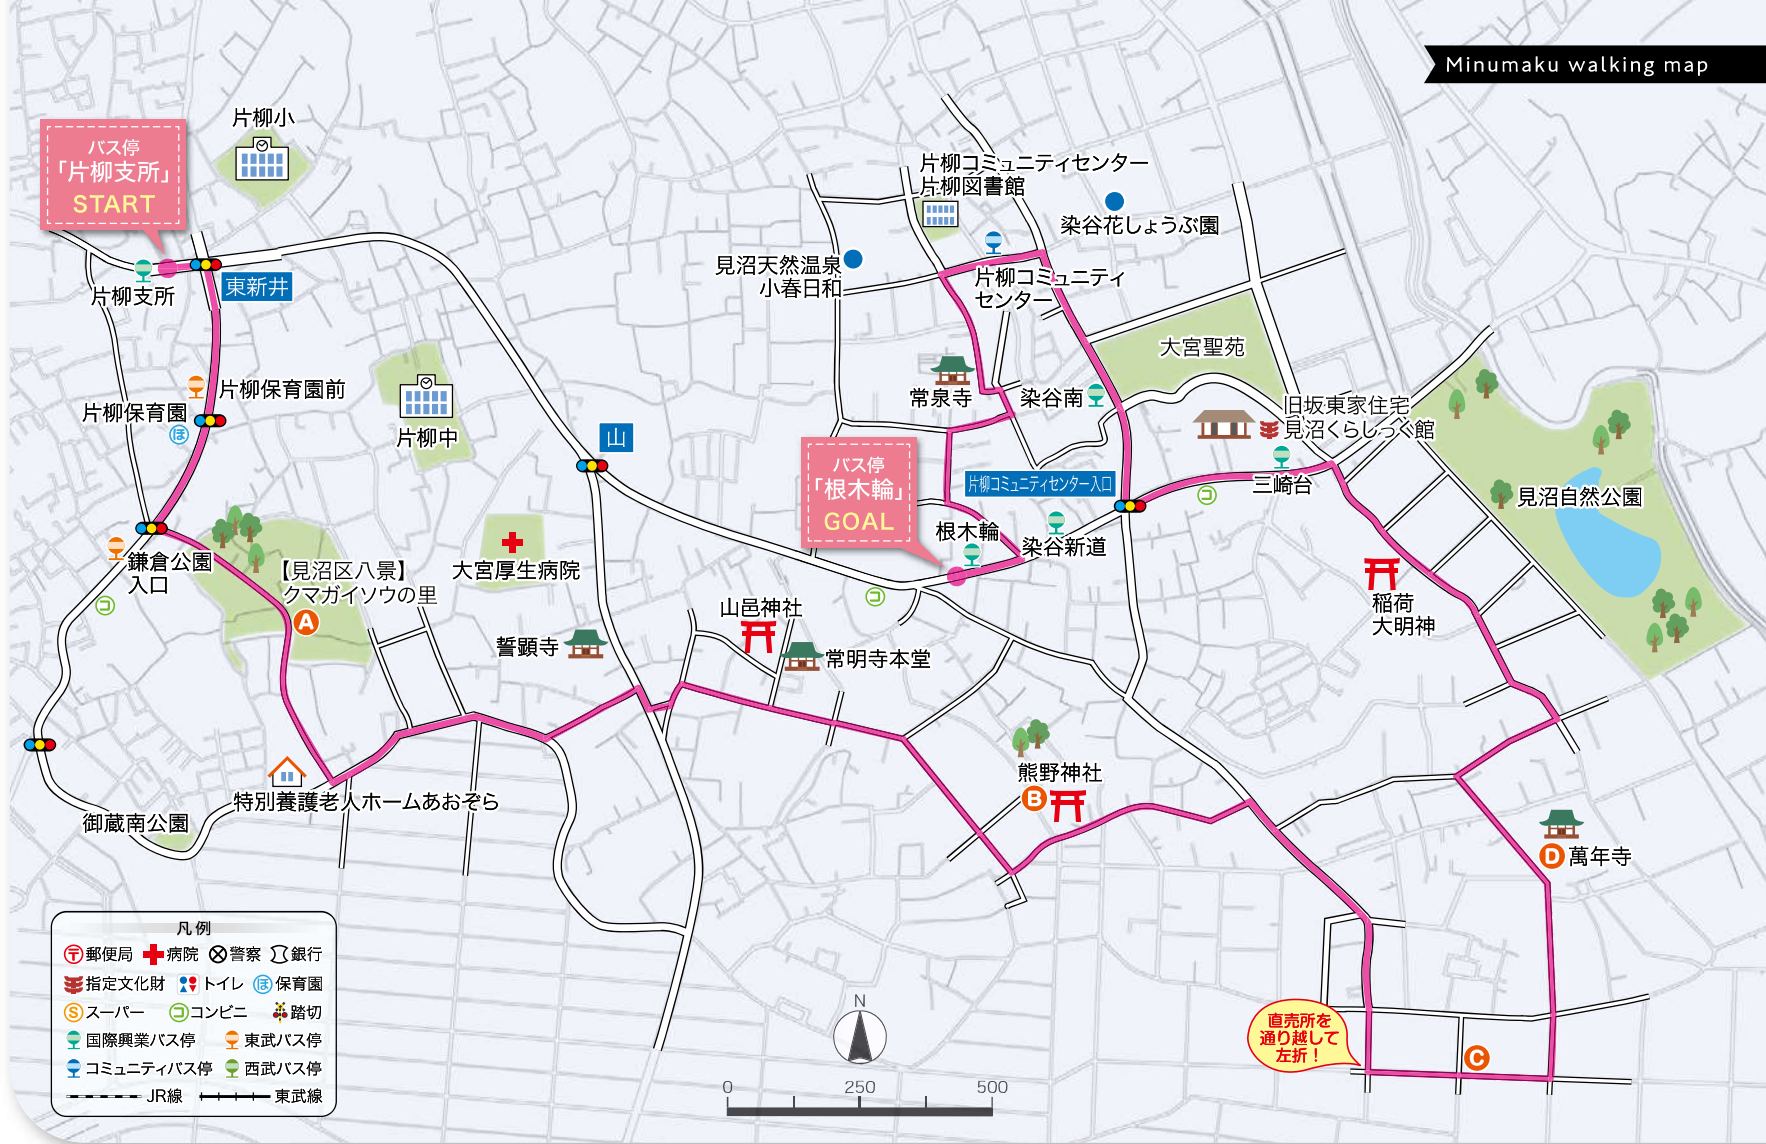 Minumaku walking map
片柳小
バス停
「片柳支所」
START
片柳支所
東新井
片柳保育園前
片柳保育園
ほ
片柳中
山
鎌倉公園
入口
コ
【見沼区八景】
クマガイソウの里
A
大宮厚生病院
誓顕寺
山邑神社
常明寺本堂
特別養護老人ホームあおぞら
御蔵南公園
片柳コミュニティセンター
片柳図書館
染谷花しょうぶ園
見沼天然温泉
小春日和
片柳コミュニティ
センター
大宮聖苑
常泉寺
染谷南
旧坂東家住宅
見沼くらしっく館
バス停
「根木輪」
GOAL
片柳コミュニティセンター入口
三崎台
コ
見沼自然公園
根木輪
染谷新道
コ
稲荷
大明神
熊野神社
B
D
萬年寺
直売所を
通り越して
左折！
C
凡例
郵便局
病院
警察
銀行
指定文化財
トイレ
ほ
保育園
S
スーパー
コ
コンビニ
踏切
国際興業バス停
東武バス停
コミュニティバス停
西武バス停
JR線
東武線
N
0
250
500